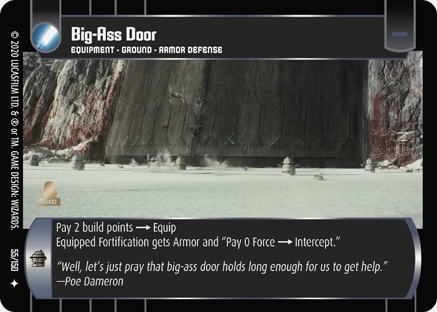 Big-Ass Door
EQUIPMENT - GROUND - ARMOR DEFENSE
© 2020 LUCASFILM LTD. & ® or TM. GAME DESIGN: WIZARDS.
55/150
Pay 2 build points → Equip
Equipped Fortification gets Armor and “Pay 0 Force → Intercept.”
“Well, let’s just pray that big-ass door holds long enough for us to get help.”
—Poe Dameron